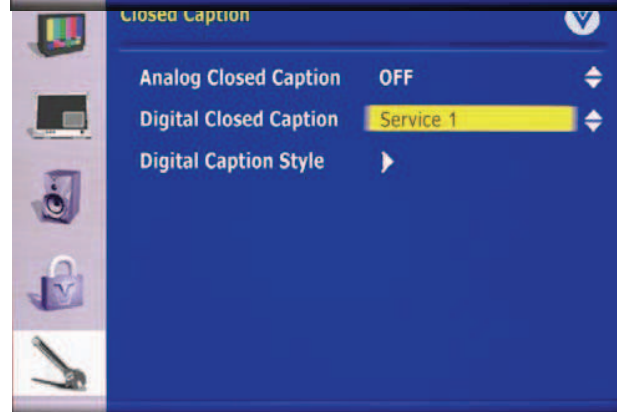 Closed Caption
Analog Closed Caption OFF
Digital Closed Caption Service 1
Digital Caption Style